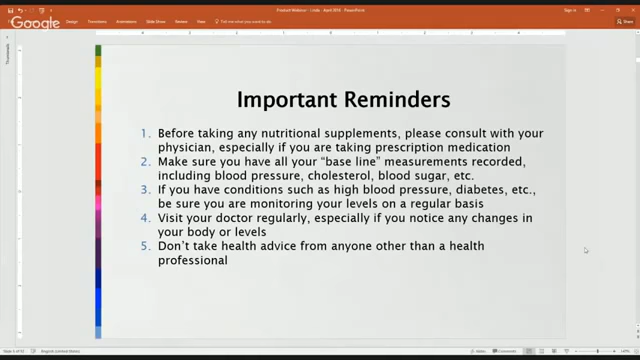 Product Webinar - Linda - April 2016 - PowerPoint
Sign in
Google
Design
Transitions
Animations
Slide Show
Review
View
Tell me what you want to do
Share
Thumbnails
Important Reminders
1. Before taking any nutritional supplements, please consult with your
physician, especially if you are taking prescription medication
2. Make sure you have all your “base line” measurements recorded,
including blood pressure, cholesterol, blood sugar, etc.
3. If you have conditions such as high blood pressure, diabetes, etc.,
be sure you are monitoring your levels on a regular basis
4. Visit your doctor regularly, especially if you notice any changes in
your body or levels
5. Don’t take health advice from anyone other than a health
professional
English (United States)
Notes
Comments